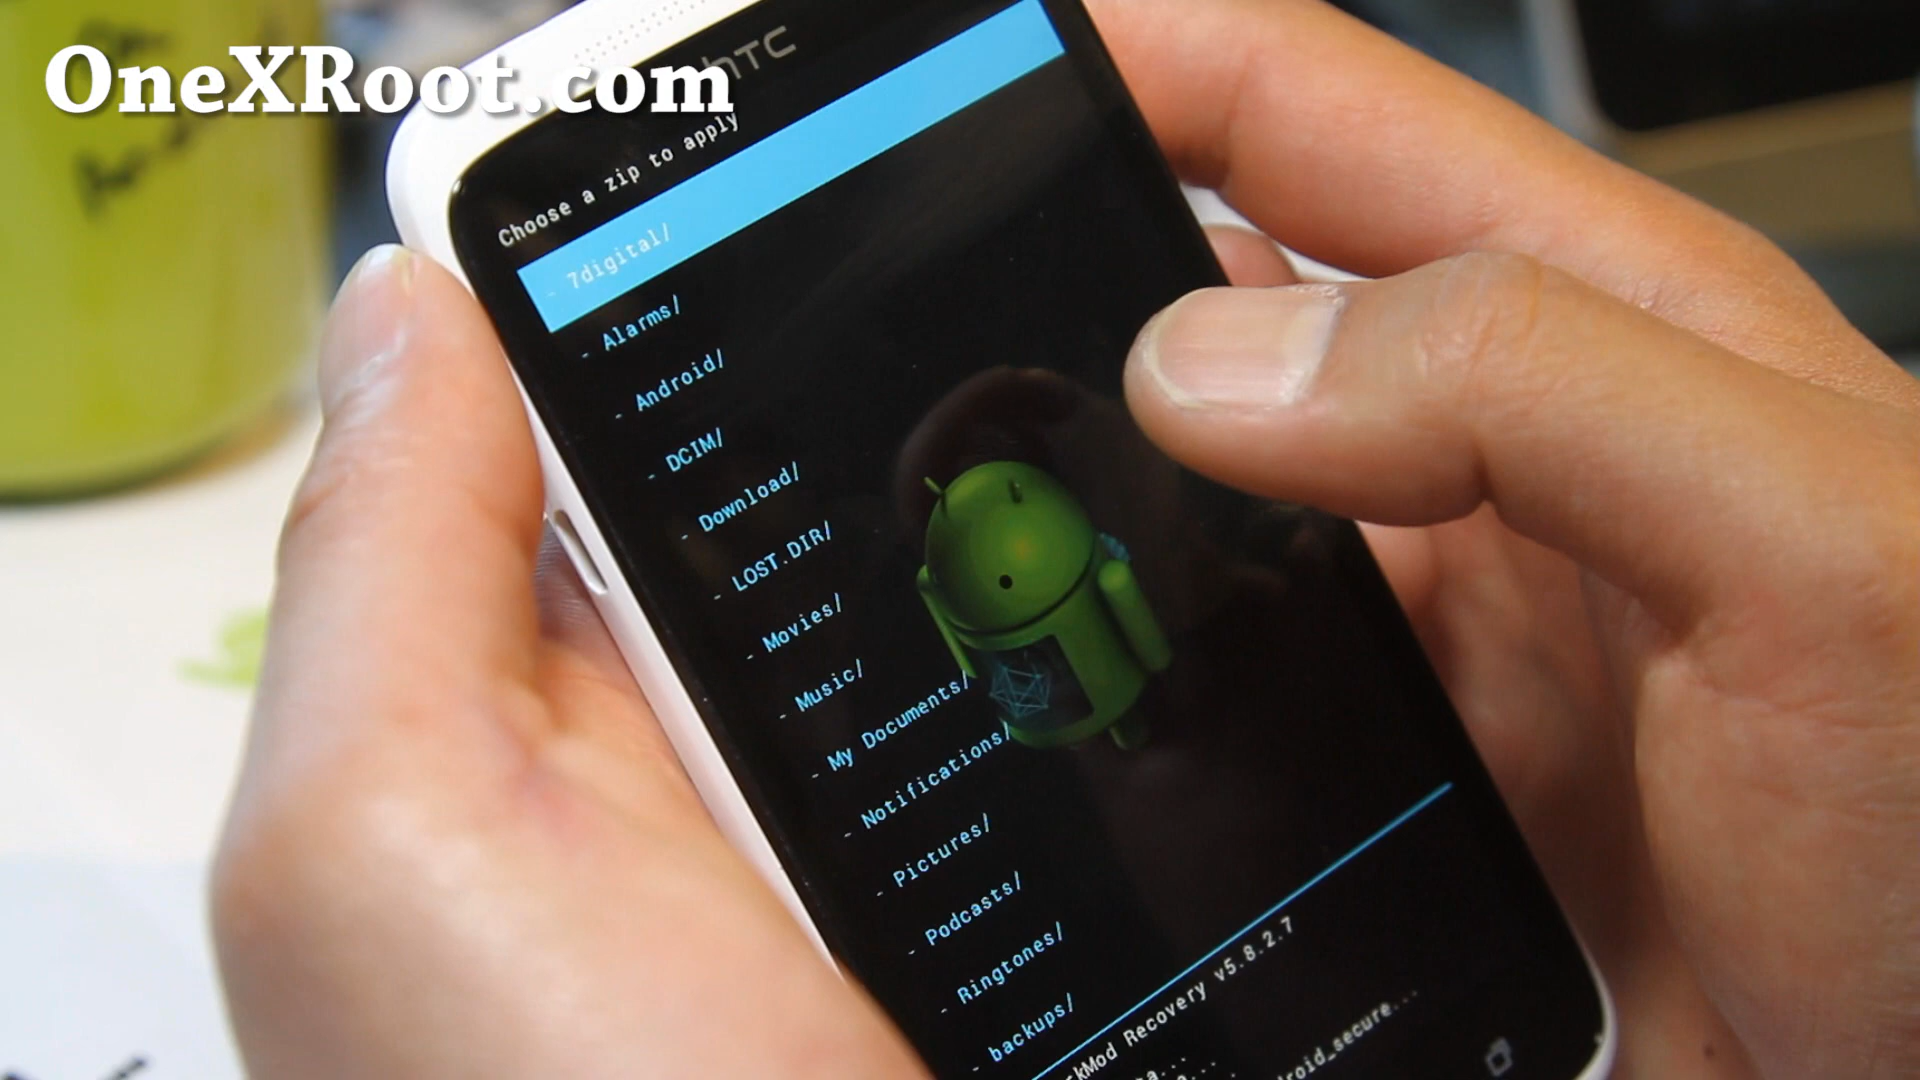 OneXRoot.com
hTC
Choose a zip to apply
- 7digital/
- Alarms/
- Android/
- DCIM/
- Download/
- LOST.DIR/
- Movies/
- Music/
- My Documents/
- Notifications/
- Pictures/
- Podcasts/
- Ringtones/
- backups/
kMod Recovery v5.8.2.7